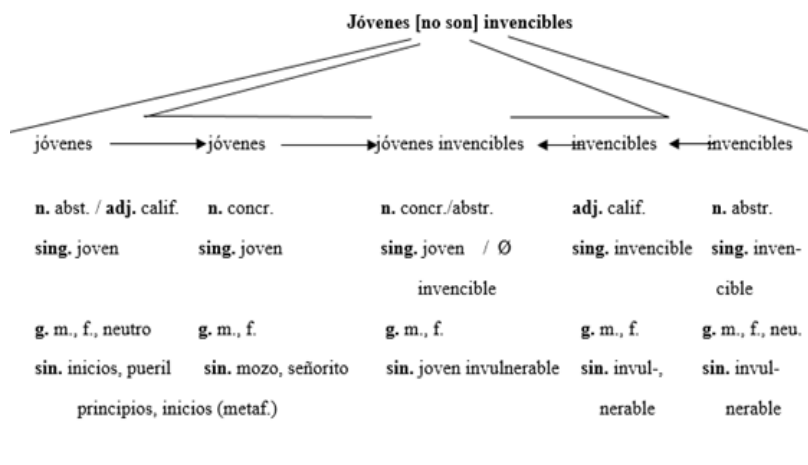 Jóvenes [no son] invencibles
jóvenes jóvenes jóvenes invencibles invencibles invencibles
n. abst. / adj. calif. n. concr. n. concr./abstr. adj. calif. n. abstr.
sing. joven sing. joven sing. joven / Ø sing. invencible sing. inven-
invencible cible
g. m., f., neutro g. m., f. g. m., f. g. m., f. g. m., f., neu.
sin. inicios, pueril sin. mozo, señorito sin. joven invulnerable sin. invul-, sin. invul-
principios, inicios (metaf.) nerable nerable